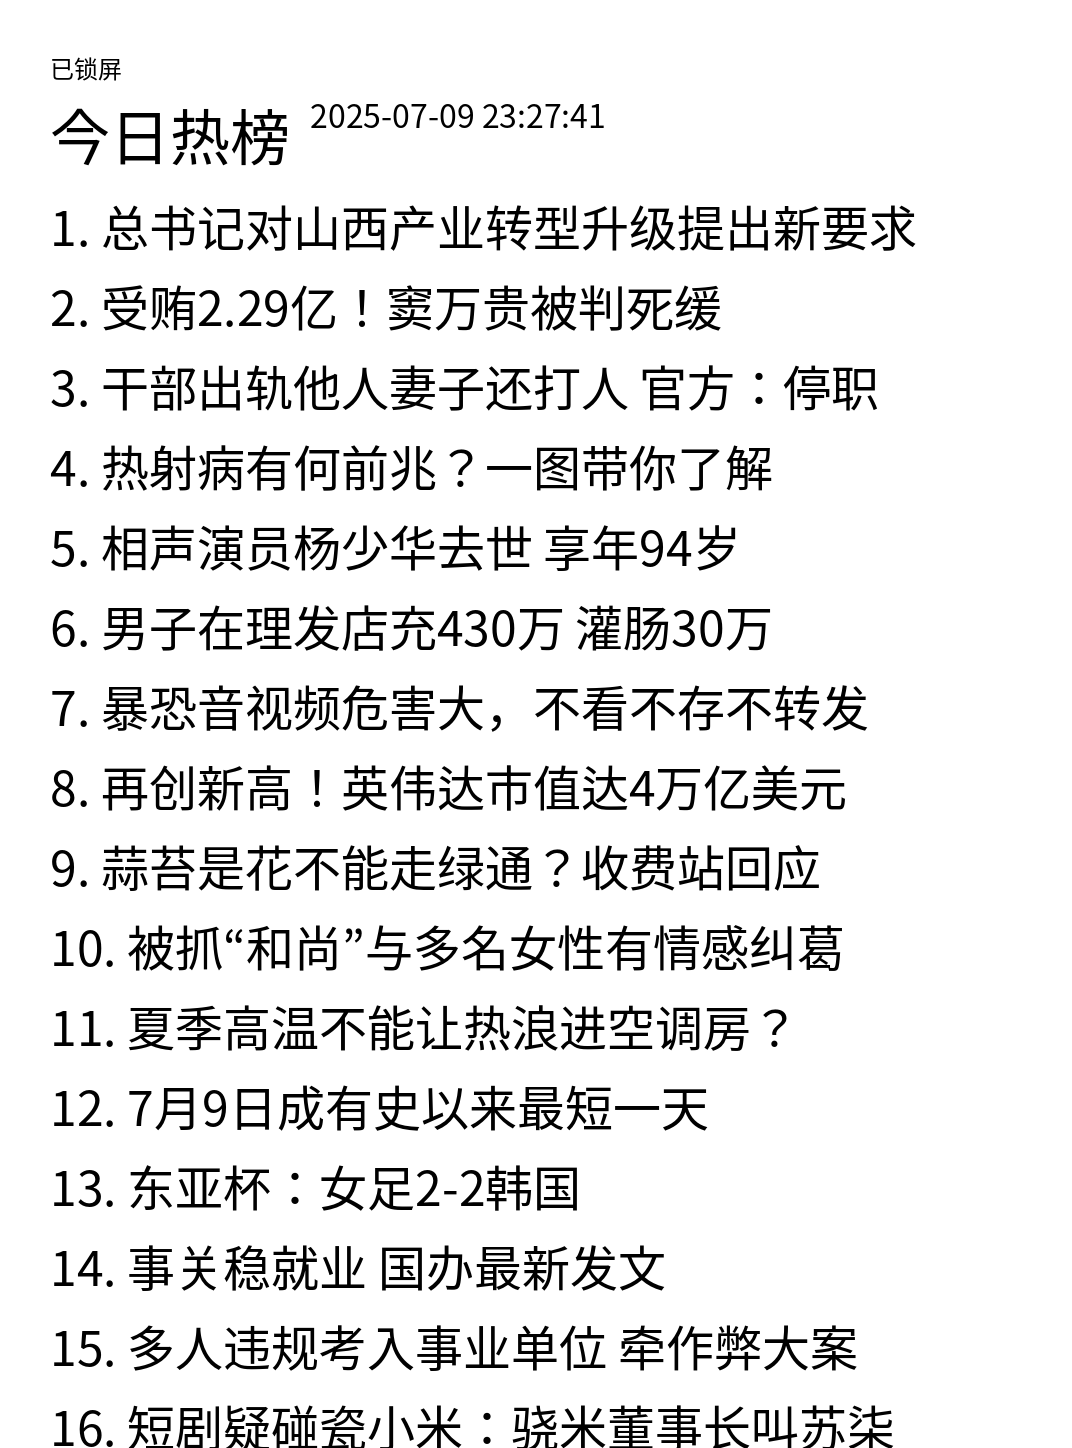 已锁屏
今日热榜 2025-07-09 23:27:41
1. 总书记对山西产业转型升级提出新要求
2. 受贿2.29亿！窦万贵被判死缓
3. 干部出轨他人妻子还打人 官方：停职
4. 热射病有何前兆？一图带你了解
5. 相声演员杨少华去世 享年94岁
6. 男子在理发店充430万 灌肠30万
7. 暴恐音视频危害大，不看不存不转发
8. 再创新高！英伟达市值达4万亿美元
9. 蒜苔是花不能走绿通？收费站回应
10. 被抓“和尚”与多名女性有情感纠葛
11. 夏季高温不能让热浪进空调房？
12. 7月9日成有史以来最短一天
13. 东亚杯：女足2-2韩国
14. 事关稳就业 国办最新发文
15. 多人违规考入事业单位 牵作弊大案
16. 短剧疑碰瓷小米：骁米董事长叫苏柒